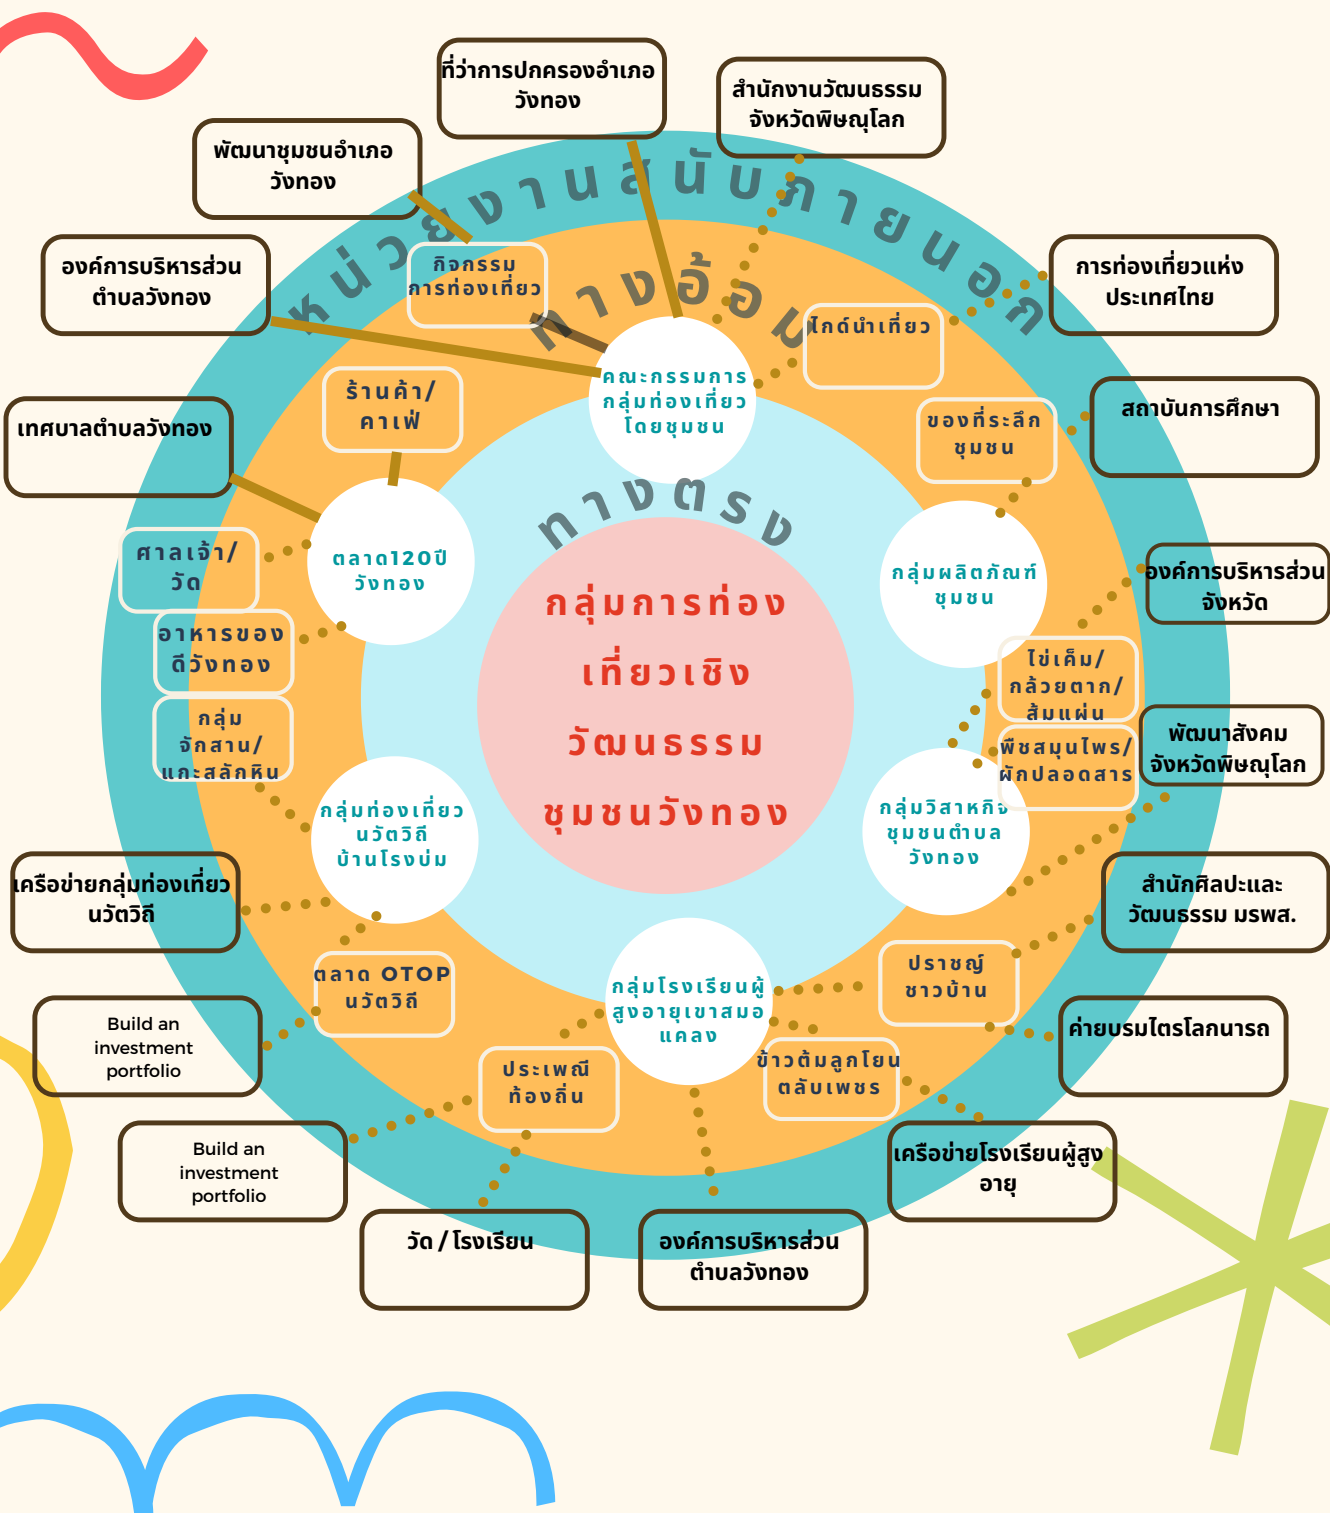 ที่ว่าการปกครองอำเภอ
วังทอง
สำนักงานวัฒนธรรม
จังหวัดพิษณุโลก
พัฒนาชุมชนอำเภอ
วังทอง
หน่วยงานสนับภายนอก
องค์การบริหารส่วน
ตำบลวังทอง
กิจกรรม
การท่องเที่ยว
ทางอ้อม
การท่องเที่ยวแห่ง
ประเทศไทย
ไกด์นำเที่ยว
ร้านค้า/
คาเฟ่
คณะกรรมการ
กลุ่มท่องเที่ยว
โดยชุมชน
ของที่ระลึก
ชุมชน
สถาบันการศึกษา
เทศบาลตำบลวังทอง
ทางตรง
ศาลเจ้า/
วัด
ตลาด120ปี
วังทอง
กลุ่มผลิตภัณฑ์
ชุมชน
องค์การบริหารส่วน
จังหวัด
กลุ่มการท่อง
เที่ยวเชิง
วัฒนธรรม
ชุมชนวังทอง
อาหารของ
ดีวังทอง
ไข่เค็ม/
กล้วยตาก/
ส้มแผ่น
กลุ่ม
จักสาน/
แกะสลักหิน
พืชสมุนไพร/
ผักปลอดสาร
พัฒนาสังคม
จังหวัดพิษณุโลก
กลุ่มท่องเที่ยว
นวัตวิถี
บ้านโรงบ่ม
กลุ่มวิสาหกิจ
ชุมชนตำบล
วังทอง
เครือข่ายกลุ่มท่องเที่ยว
นวัตวิถี
สำนักศิลปะและ
วัฒนธรรม มรพส.
ตลาด OTOP
นวัตวิถี
กลุ่มโรงเรียนผู้
สูงอายุเขาสมอ
แคลง
ปราชญ์
ชาวบ้าน
Build an
investment
portfolio
ค่ายบรมไตรโลกนารถ
ประเพณี
ท้องถิ่น
ข้าวต้มลูกโยน
ตลับเพชร
Build an
investment
portfolio
เครือข่ายโรงเรียนผู้สูง
อายุ
วัด / โรงเรียน
องค์การบริหารส่วน
ตำบลวังทอง